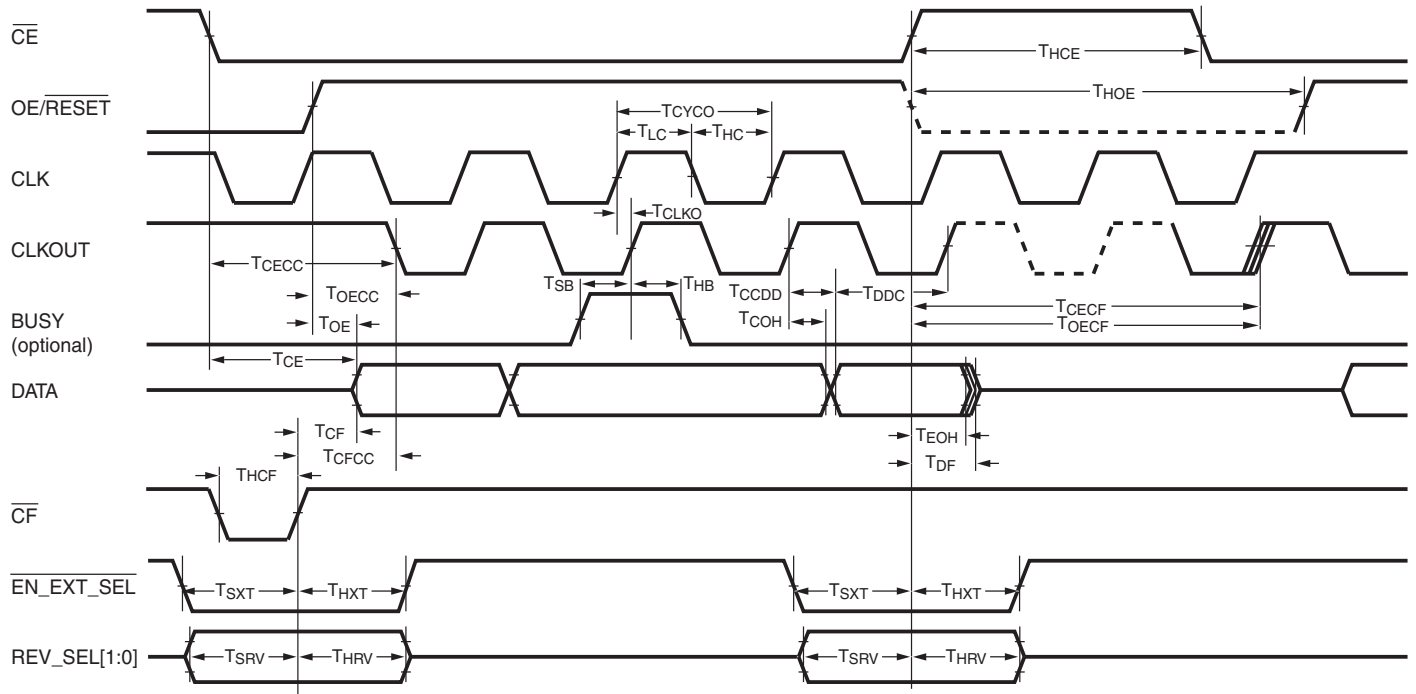 CE
THCE
OE/RESET
THOE
TCYCO
TLC
THC
CLK
TCLKO
CLKOUT
TCECC
TSB
THB
TCCDD
TDDC
TCECF
TOECC
TCOH
TOECF
BUSY
(optional)
TOE
TCE
DATA
TCF
TEOH
TCFCC
TDF
THCF
CF
EN_EXT_SEL
TSXT
THXT
TSXT
THXT
REV_SEL[1:0]
TSRV
THRV
TSRV
THRV